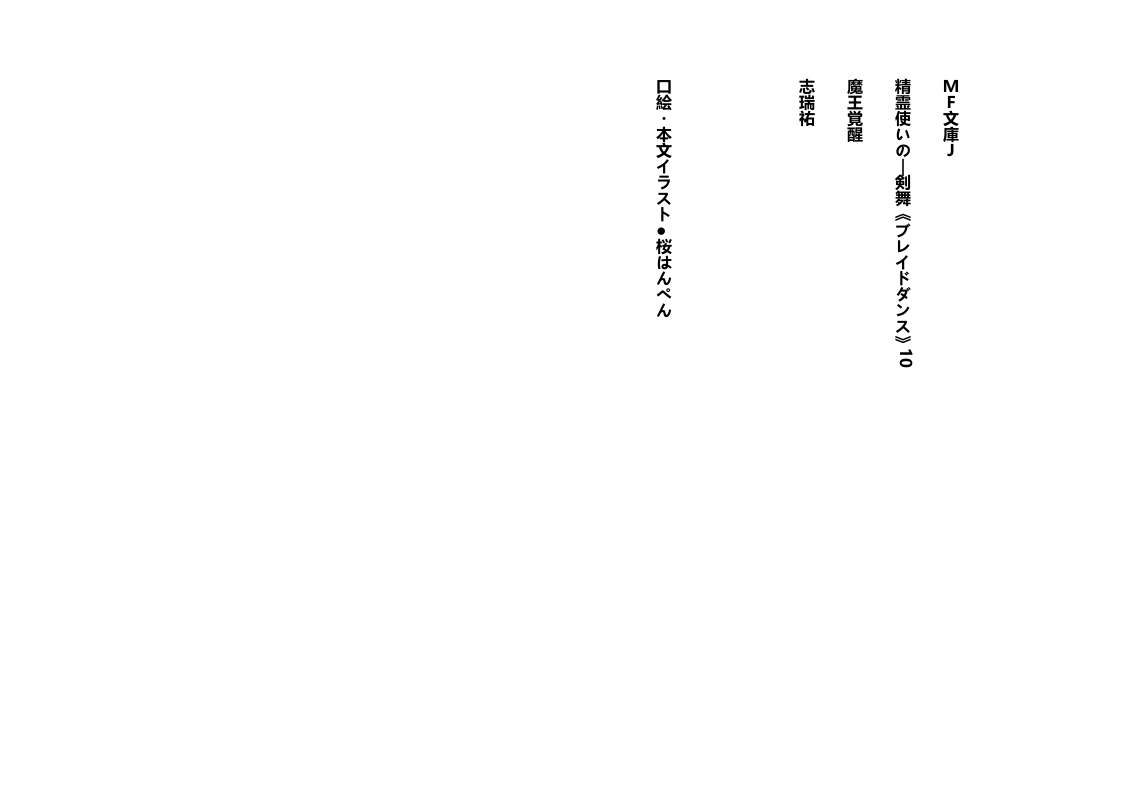 ＭＦ文庫Ｊ
精霊使いの｜剣舞《ブレイドダンス》10
魔王覚醒
志瑞祐
口絵・本文イラスト●桜はんぺん